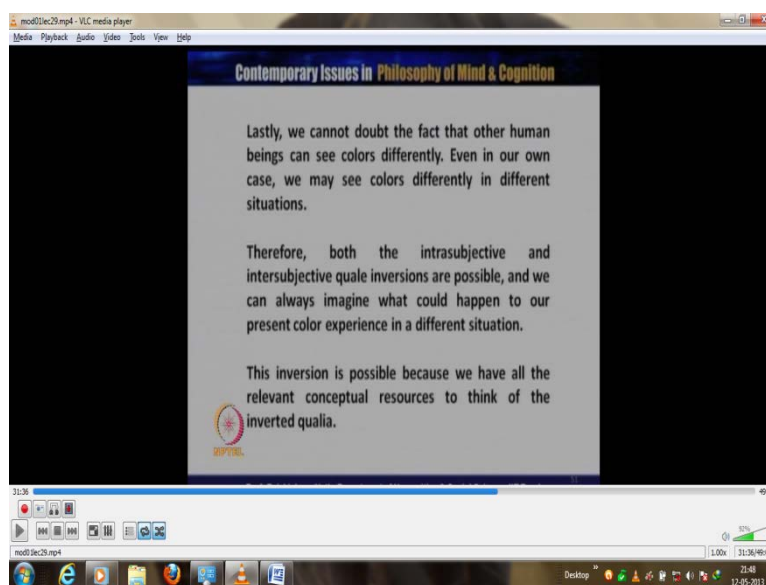 mod01lec29.mp4 - VLC media player
Media Playback Audio Video Tools View Help
Contemporary Issues in Philosophy of Mind & Cognition
Lastly, we cannot doubt the fact that other human
beings can see colors differently. Even in our own
case, we may see colors differently in different
situations.
Therefore, both the intrasubjective and
intersubjective quale inversions are possible, and we
can always imagine what could happen to our
present color experience in a different situation.
This inversion is possible because we have all the
relevant conceptual resources to think of the
inverted qualia.
NPTEL
31:36
92%
mod01lec29.mp4
1.00x
Desktop
21:48
12-05-2013